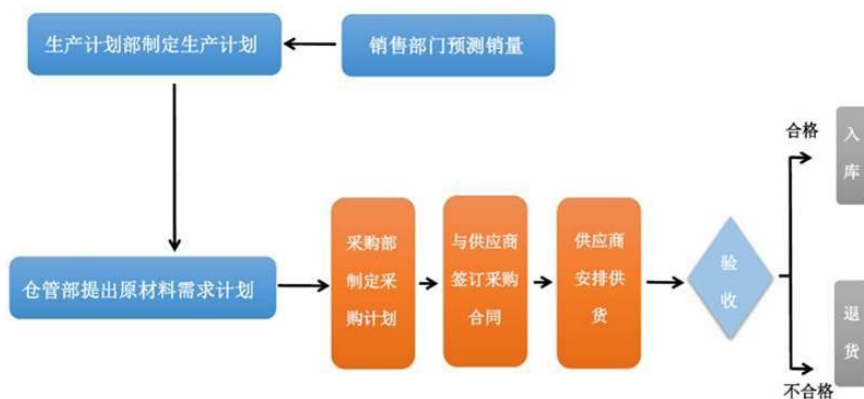 生产计划部制定生产计划
销售部门预测销量
仓管部提出原材料需求计划
采购部
制定采
购计划
与供应商
签订采购
合同
供应商
安排供
货
验
收
合格
入
库
不合格
退
货